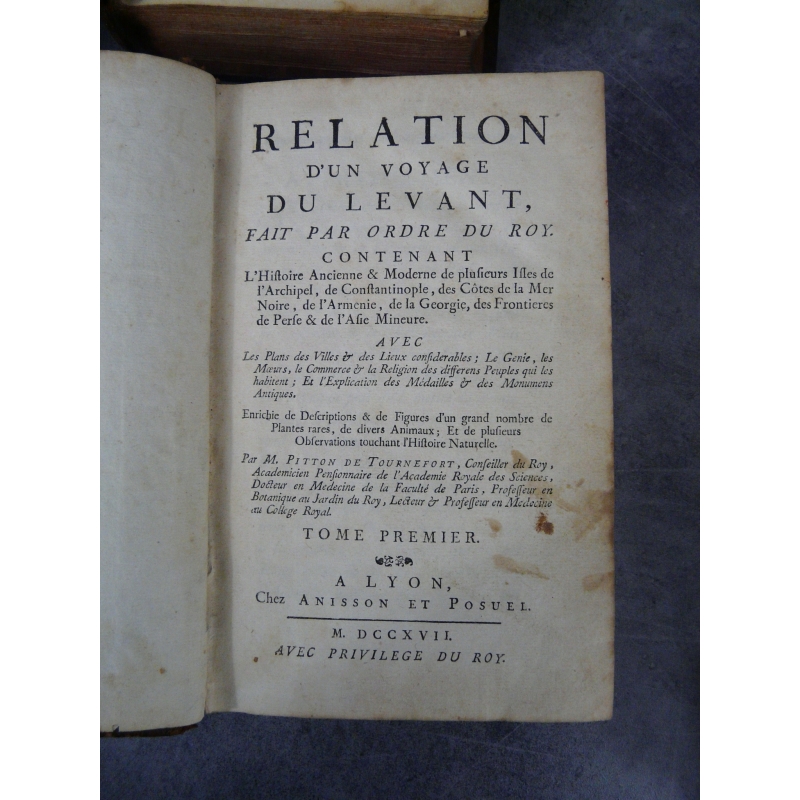 RELATION
D'UN VOYAGE
DU LEVANT,
FAIT PAR ORDRE DU ROY.
CONTENANT
L'Hiſtoire Ancienne & Moderne de pluſieurs Iſles de
l'Archipel, de Conſtantinople, des Côtes de la Mer
Noire, de l'Armenie, de la Georgie, des Frontieres
de Perſe & de l'Aſie Mineure.
AVEC
Les Plans des Villes & des Lieux conſiderables ; Le Genie, les
Mœurs, le Commerce & la Religion des differens Peuples qui les
habitent ; Et l'Explication des Médailles & des Monumens
Antiques.
Enrichie de Deſcriptions & de Figures d'un grand nombre de
Plantes rares, de divers Animaux ; Et de pluſieurs
Obſervations touchant l'Hiſtoire Naturelle.
Par M. PITTON DE TOURNEFORT, Conſeiller du Roy,
Academicien Penſionnaire de l'Academie Royale des Sciences,
Docteur en Medecine de la Faculté de Paris, Profeſſeur en
Botanique au Jardin du Roy, Lecteur & Profeſſeur en Medecine
au College Royal.
TOME PREMIER.
A LYON,
Chez ANISSON ET POSUEL.
M. DCCXVII.
AVEC PRIVILEGE DU ROY.